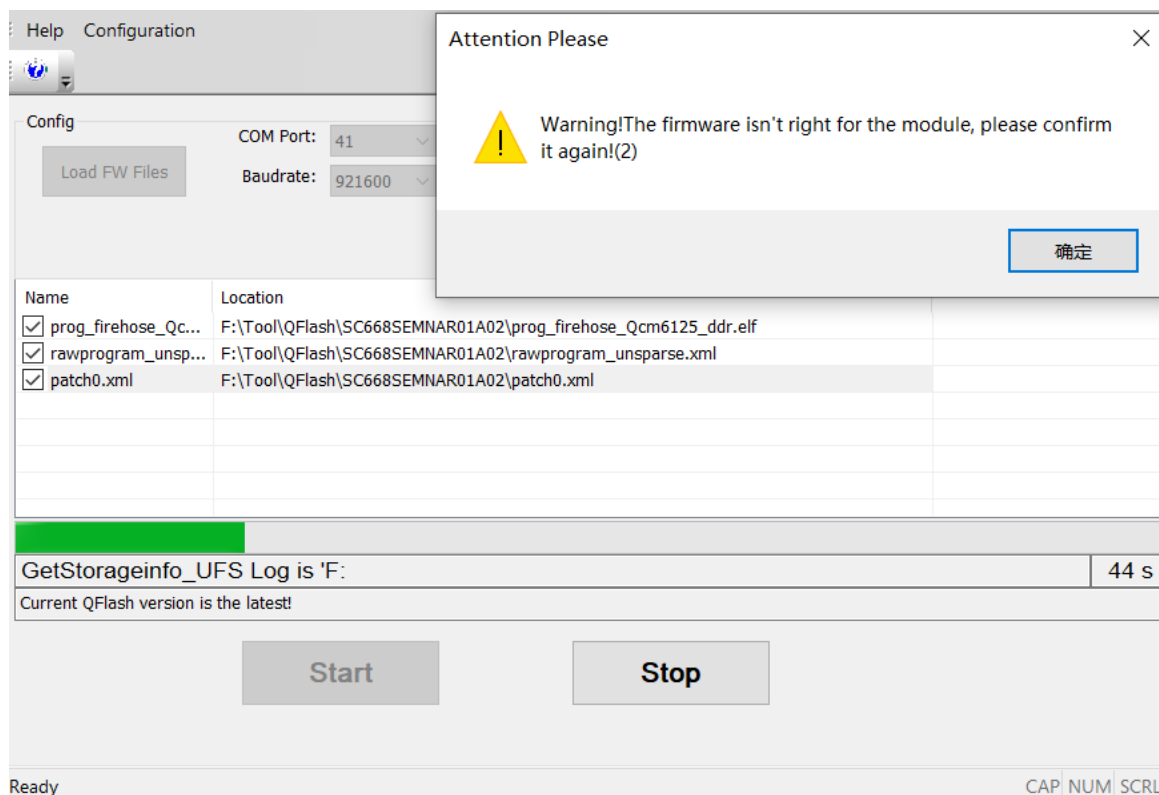 Help Configuration
Attention Please
Warning!The firmware isn't right for the module, please confirm
it again!(2)
确定
Config
Load FW Files
COM Port: 41
Baudrate: 921600
Name Location
prog_firehose_Qc... F:\Tool\QFlash\SC668SEMNAR01A02\prog_firehose_Qcm6125_ddr.elf
rawprogram_unsp... F:\Tool\QFlash\SC668SEMNAR01A02\rawprogram_unsparse.xml
patch0.xml F:\Tool\QFlash\SC668SEMNAR01A02\patch0.xml
GetStorageinfo_UFS Log is 'F: 44 s
Current QFlash version is the latest!
Start Stop
Ready CAP NUM SCRL